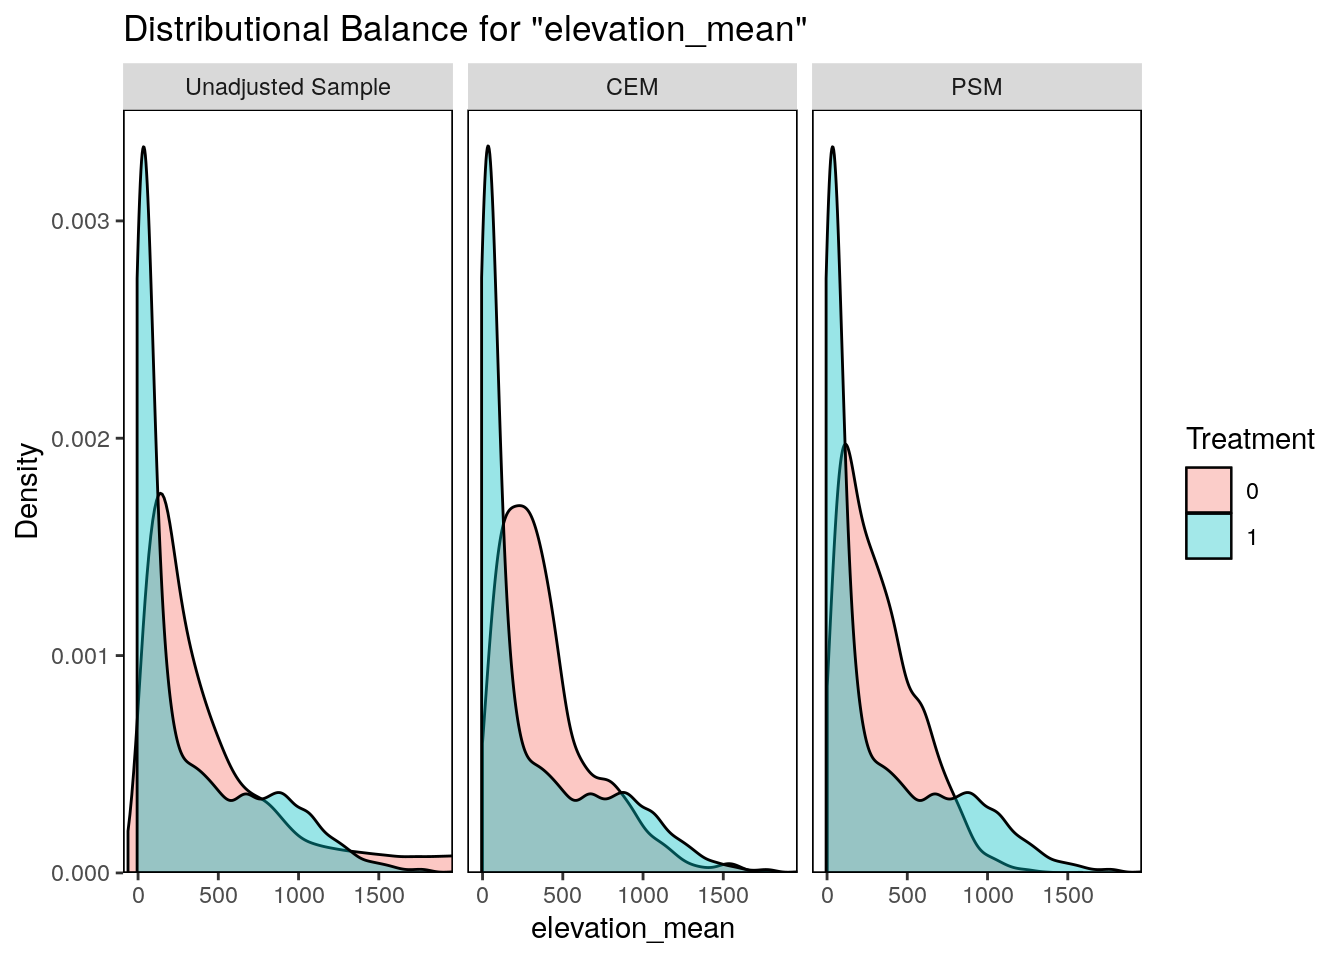 Distributional Balance for "elevation_mean"
Unadjusted Sample
CEM
PSM
Density
0.003
0.002
0.001
0.000
0 500 1000 1500
0 500 1000 1500
0 500 1000 1500
elevation_mean
Treatment
0
1